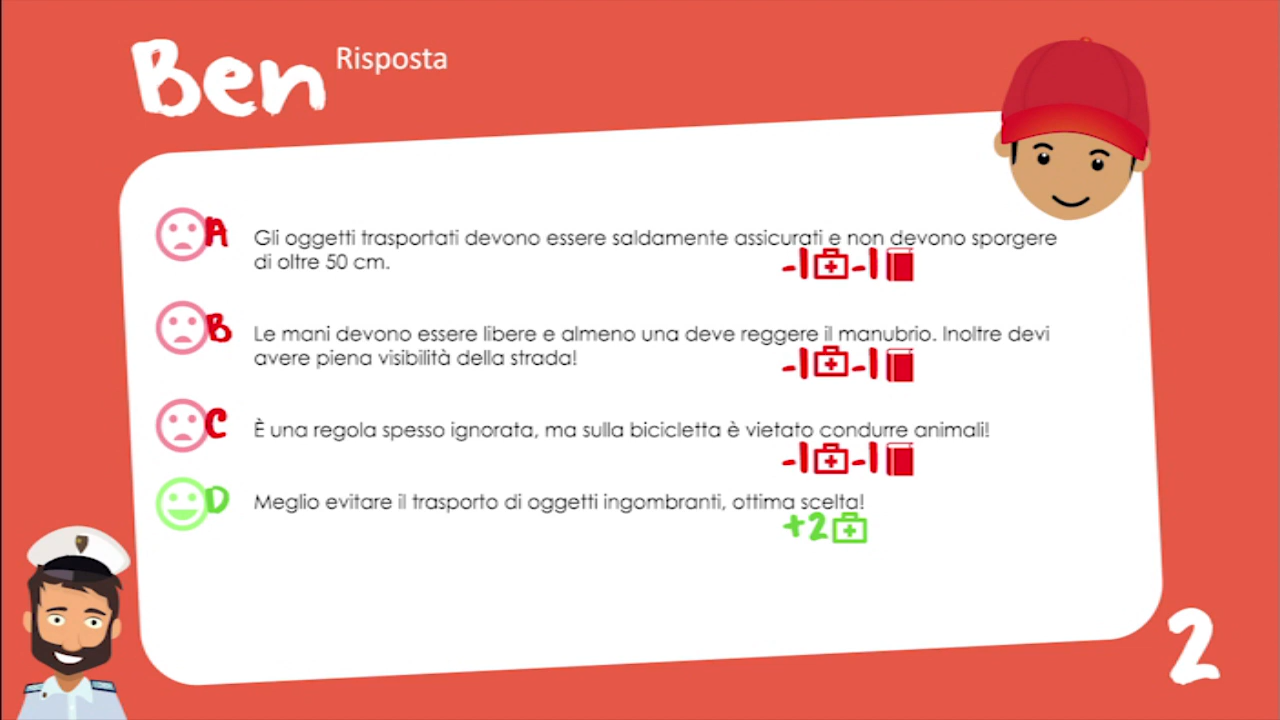 Ben Risposta
A Gli oggetti trasportati devono essere saldamente assicurati e non devono sporgere
di oltre 50 cm.
-1 -1
B Le mani devono essere libere e almeno una deve reggere il manubrio. Inoltre devi
avere piena visibilità della strada!
-1 -1
C È una regola spesso ignorata, ma sulla bicicletta è vietato condurre animali!
-1 -1
D Meglio evitare il trasporto di oggetti ingombranti, ottima scelta!
+2
2